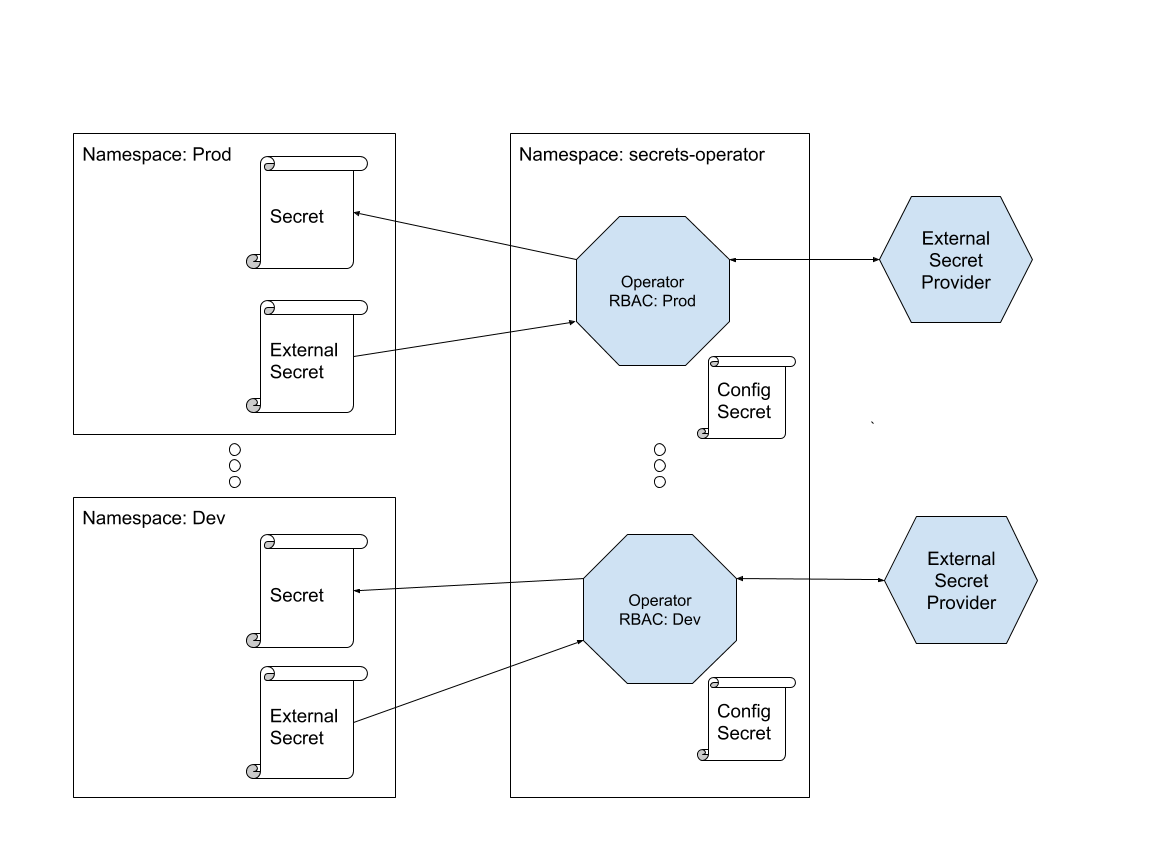 Namespace: Prod
Secret
External
Secret
Namespace: secrets-operator
Operator
RBAC: Prod
Config
Secret
External
Secret
Provider
`
Namespace: Dev
Secret
External
Secret
Operator
RBAC: Dev
Config
Secret
External
Secret
Provider